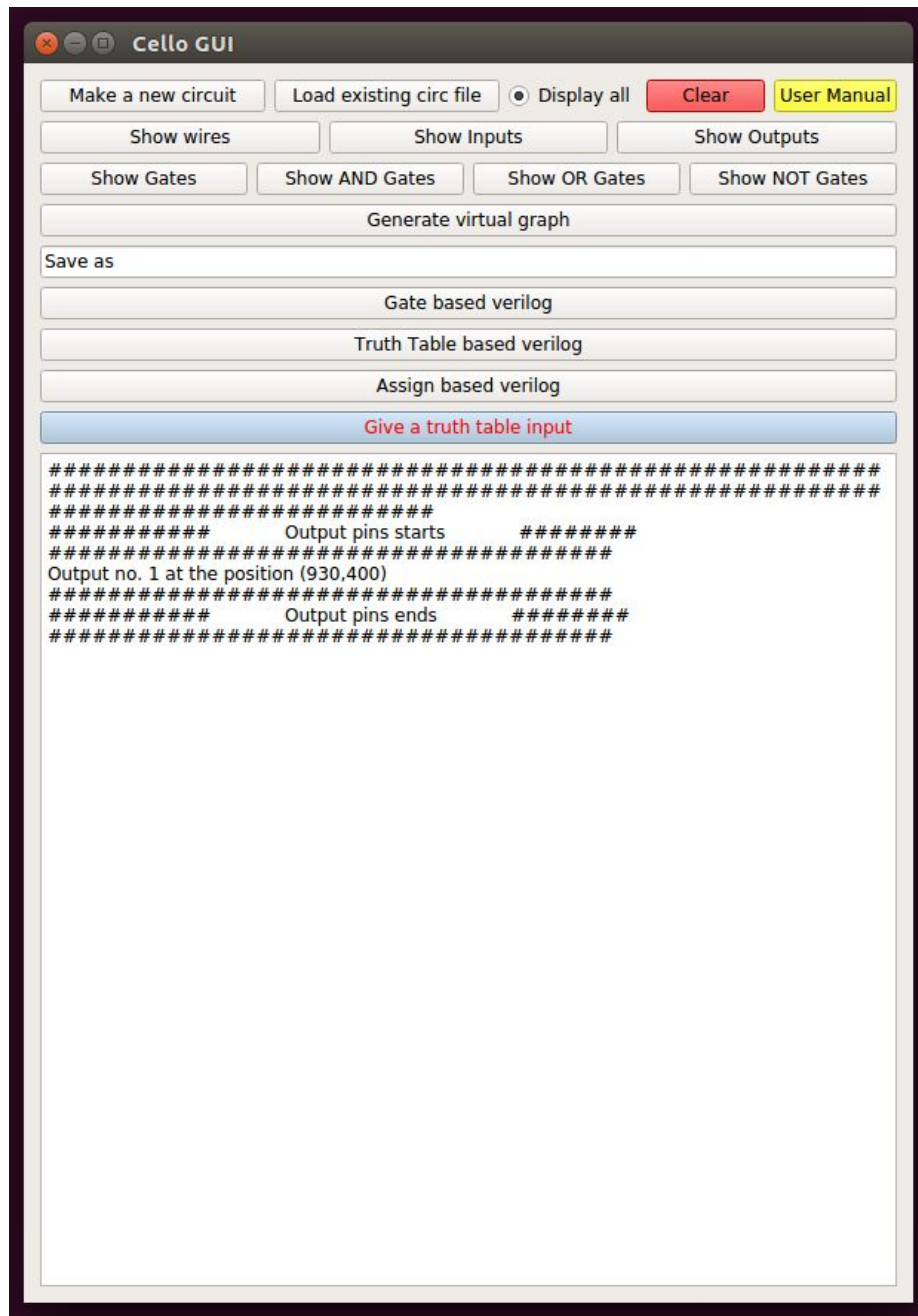 Cello GUI
Make a new circuit Load existing circ file Display all Clear User Manual
Show wires Show Inputs Show Outputs
Show Gates Show AND Gates Show OR Gates Show NOT Gates
Generate virtual graph
Save as
Gate based verilog
Truth Table based verilog
Assign based verilog
Give a truth table input
########################################################
########################################################
##########################
########### Output pins starts ########
######################################
Output no. 1 at the position (930,400)
######################################
########### Output pins ends ########
######################################